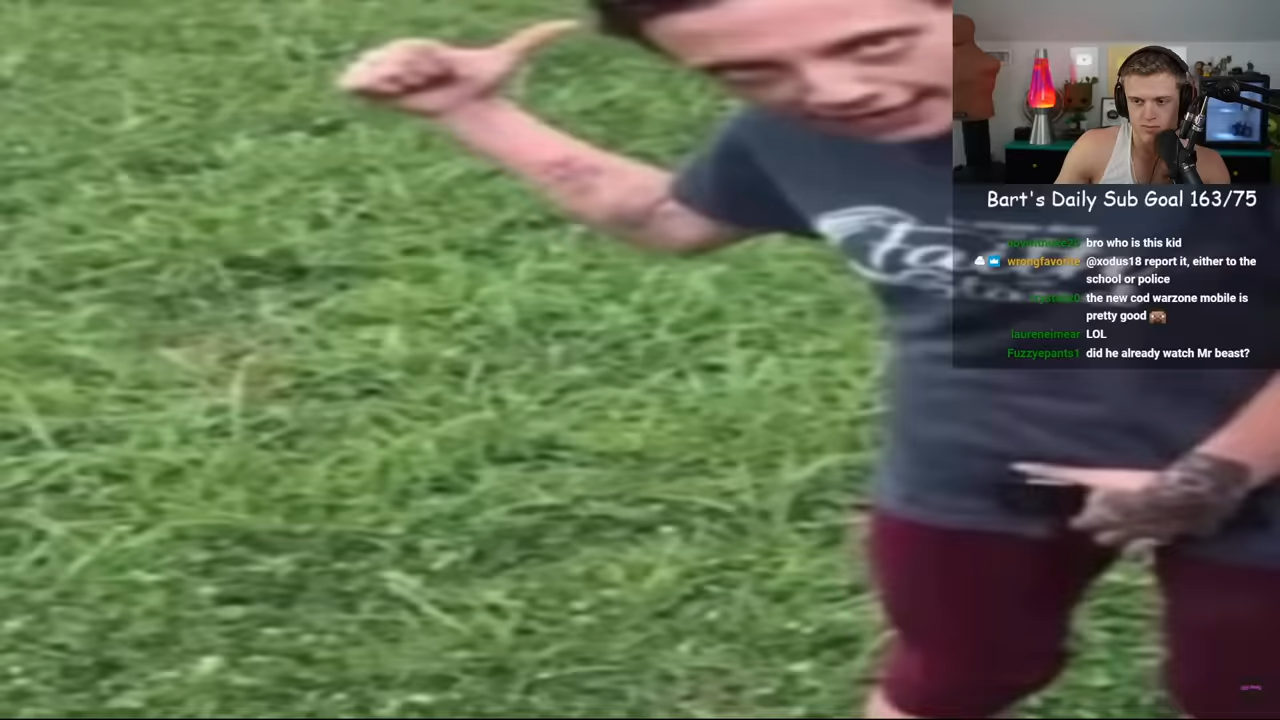 Bart's Daily Sub Goal 163/75
bro who is this kid
wrongfavorite @xodus18 report it, either to the
school or police
the new cod warzone mobile is
pretty good
laureneimear LOL
Fuzzyepants1 did he already watch Mr beast?